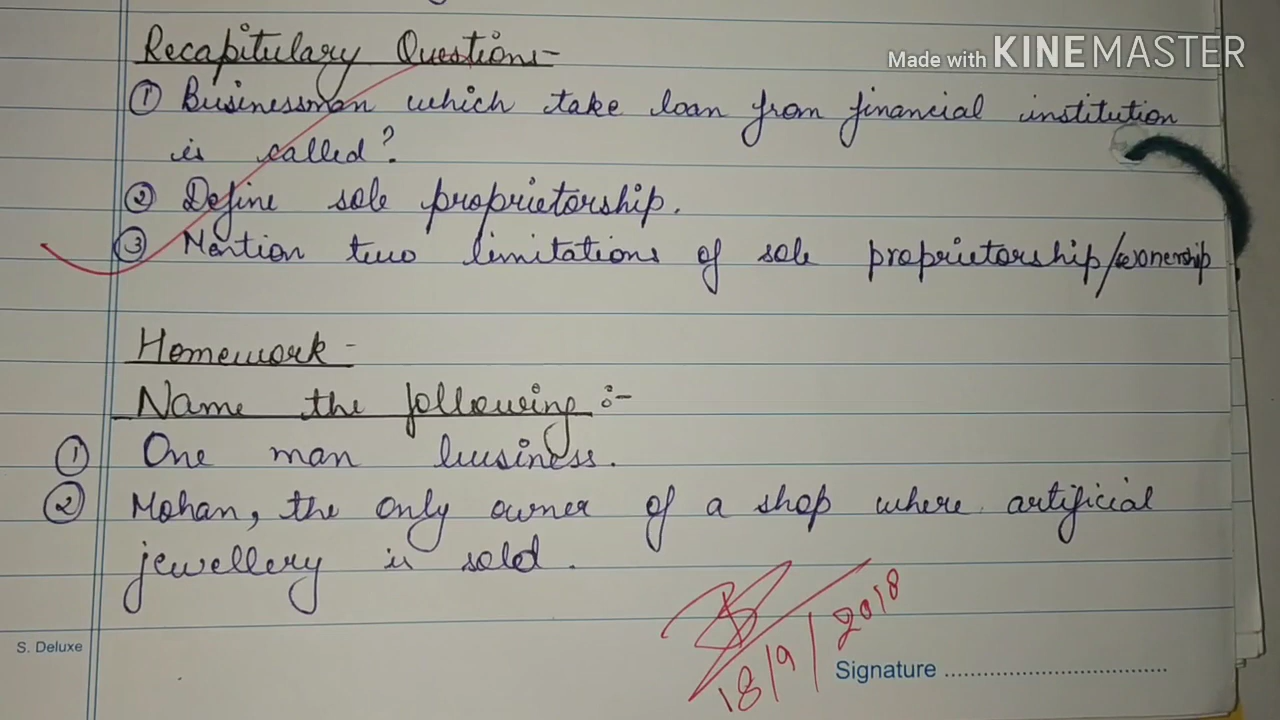 Made with KINEMASTER
Recapitulary Questions-
① Businessman which take loan from financial institution
is called?
② Define sole proprietorship.
③ Mention two limitations of sole proprietorship/ownership
Homework-
Name the following :-
① One man business.
② Mohan, the only owner of a shop where artificial
jewellery is sold.
18/9/2018
S. Deluxe
Signature ........................................